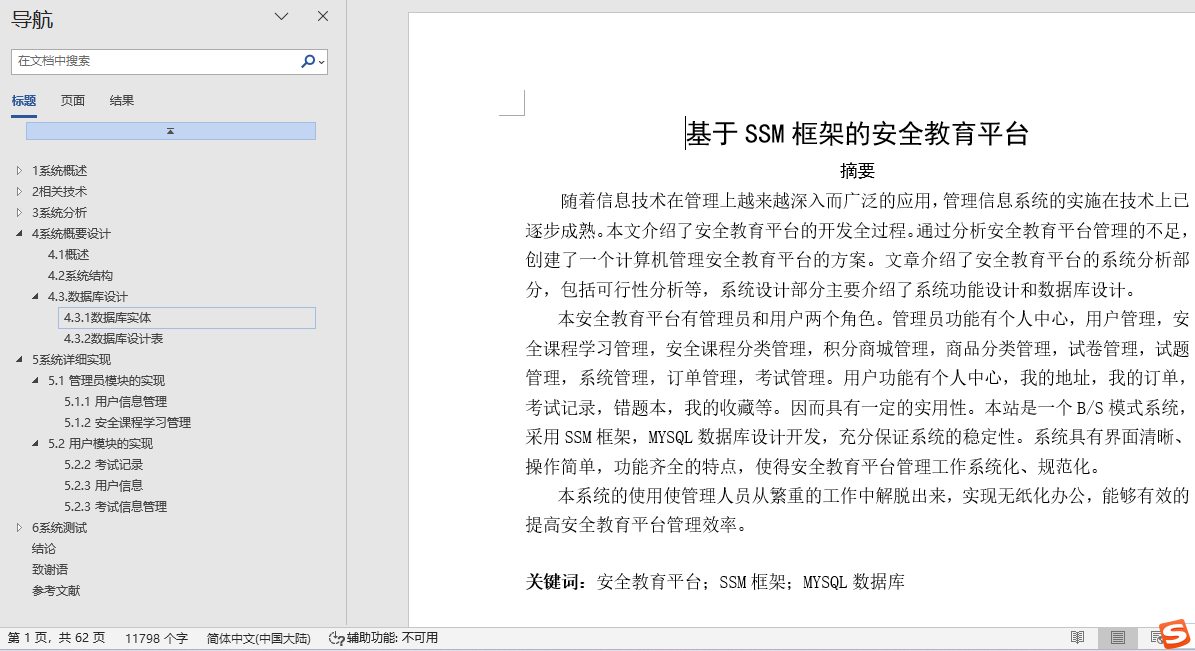 导航
在文档中搜索
标题 页面 结果
1系统概述
2相关技术
3系统分析
4系统概要设计
4.1概述
4.2系统结构
4.3.数据库设计
4.3.1数据库实体
4.3.2数据库设计表
5系统详细实现
5.1 管理员模块的实现
5.1.1 用户信息管理
5.1.2 安全课程学习管理
5.2 用户模块的实现
5.2.2 考试记录
5.2.3 用户信息
5.2.3 考试信息管理
6系统测试
结论
致谢语
参考文献
基于 SSM 框架的安全教育平台
摘要
随着信息技术在管理上越来越深入而广泛的应用，管理信息系统的实施在技术上已
逐步成熟。本文介绍了安全教育平台的开发全过程。通过分析安全教育平台管理的不足，
创建了一个计算机管理安全教育平台的方案。文章介绍了安全教育平台的系统分析部
分，包括可行性分析等，系统设计部分主要介绍了系统功能设计和数据库设计。
本安全教育平台有管理员和用户两个角色。管理员功能有个人中心，用户管理，安
全课程学习管理，安全课程分类管理，积分商城管理，商品分类管理，试卷管理，试题
管理，系统管理，订单管理，考试管理。用户功能有个人中心，我的地址，我的订单，
考试记录，错题本，我的收藏等。因而具有一定的实用性。本站是一个 B/S 模式系统，
采用 SSM 框架，MYSQL 数据库设计开发，充分保证系统的稳定性。系统具有界面清晰、
操作简单，功能齐全的特点，使得安全教育平台管理工作系统化、规范化。
本系统的使用使管理人员从繁重的工作中解脱出来，实现无纸化办公，能够有效的
提高安全教育平台管理效率。
关键词：安全教育平台；SSM 框架；MYSQL 数据库
第 1 页，共 62 页 11798 个字 简体中文(中国大陆) 辅助功能: 不可用